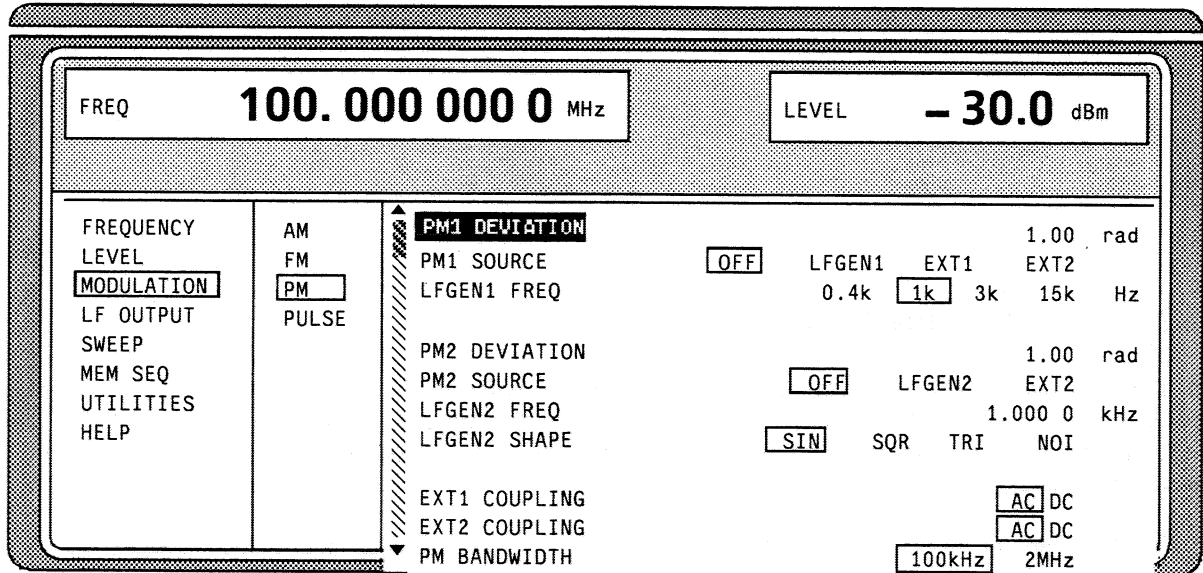 FREQ 100. 000 000 0 MHz LEVEL – 30.0 dBm
FREQUENCY
LEVEL
MODULATION
LF OUTPUT
SWEEP
MEM SEQ
UTILITIES
HELP
AM
FM
PM
PULSE
PM1 DEVIATION 1.00 rad
PM1 SOURCE OFF LFGEN1 EXT1 EXT2
LFGEN1 FREQ 0.4k 1k 3k 15k Hz
PM2 DEVIATION 1.00 rad
PM2 SOURCE OFF LFGEN2 EXT2
LFGEN2 FREQ 1.000 0 kHz
LFGEN2 SHAPE SIN SQR TRI NOI
EXT1 COUPLING AC DC
EXT2 COUPLING AC DC
PM BANDWIDTH 100kHz 2MHz